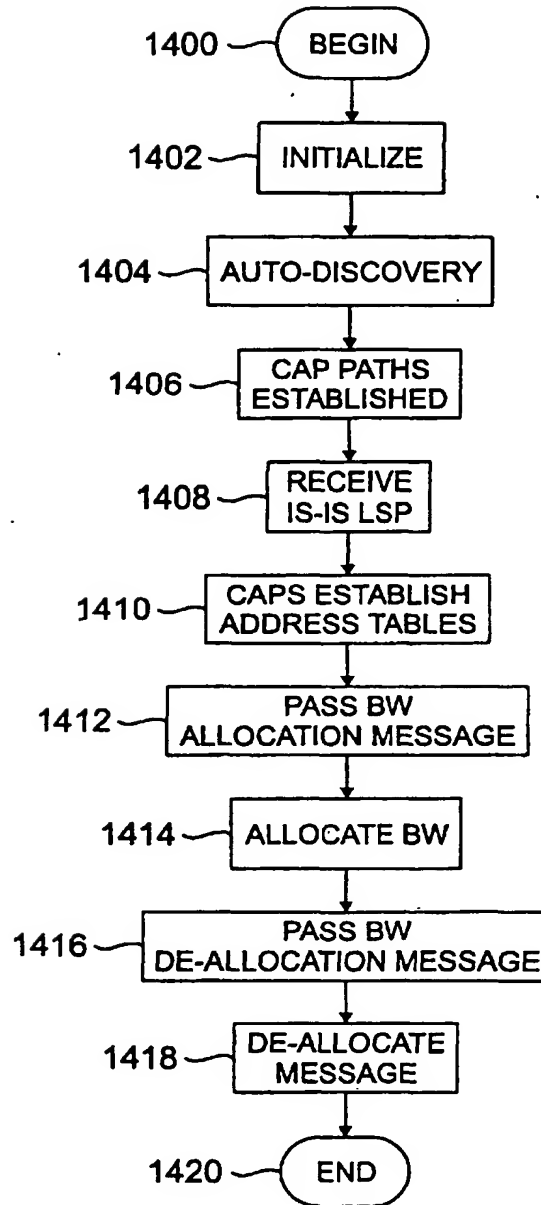 1400 BEGIN
1402 INITIALIZE
1404 AUTO-DISCOVERY
1406 CAP PATHS
ESTABLISHED
1408 RECEIVE
IS-IS LSP
1410 CAPS ESTABLISH
ADDRESS TABLES
1412 PASS BW
ALLOCATION MESSAGE
1414 ALLOCATE BW
1416 PASS BW
DE-ALLOCATION MESSAGE
1418 DE-ALLOCATE
MESSAGE
1420 END